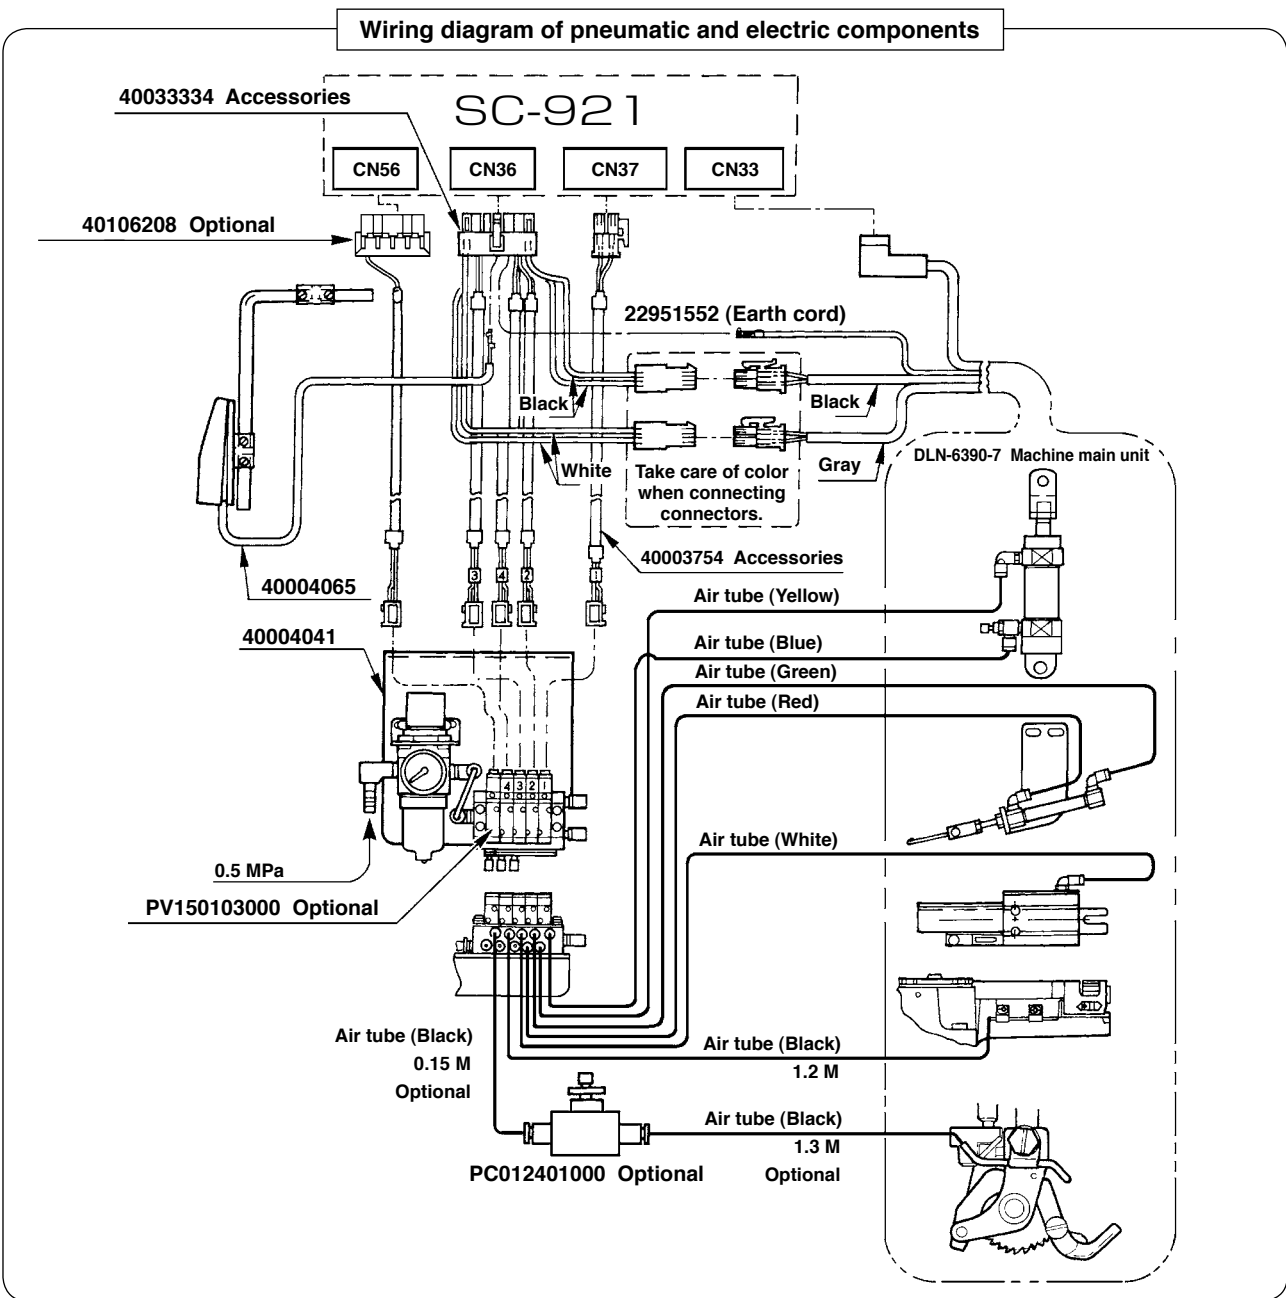 Wiring diagram of pneumatic and electric components
40033334 Accessories
SC-921
CN56
CN36
CN37
CN33
40106208 Optional
22951552 (Earth cord)
Black
Black
White
Gray
Take care of color
when connecting
connectors.
DLN-6390-7 Machine main unit
40003754 Accessories
3
4
2
1
40004065
40004041
Air tube (Yellow)
Air tube (Blue)
Air tube (Green)
Air tube (Red)
4
3
2
1
Air tube (White)
0.5 MPa
PV150103000 Optional
Air tube (Black)
0.15 M
Optional
Air tube (Black)
1.2 M
Air tube (Black)
1.3 M
Optional
PC012401000 Optional